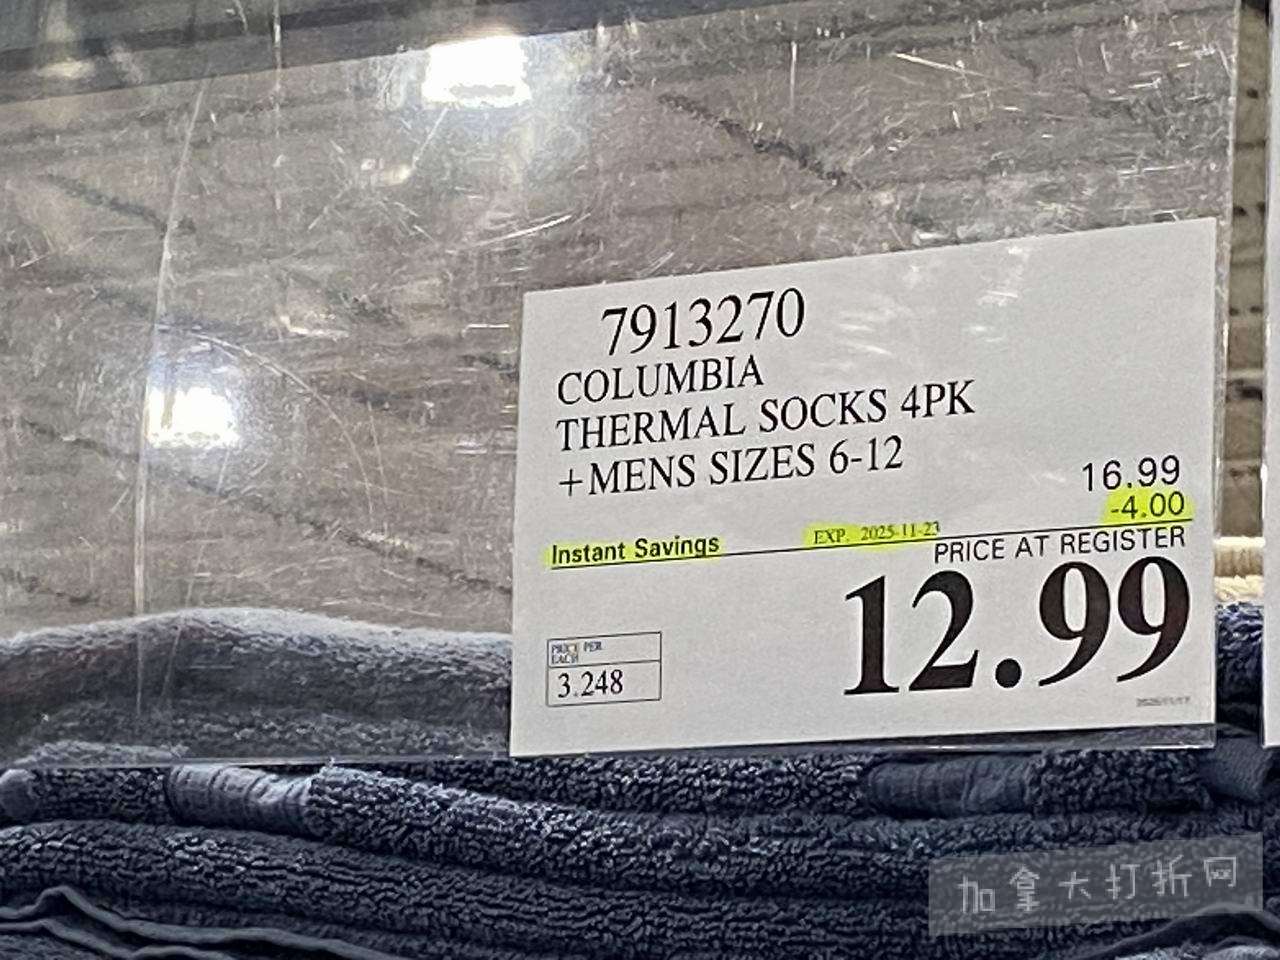 7913270
COLUMBIA
THERMAL SOCKS 4PK
+MENS SIZES 6-12
16.99
-4.00
Instant Savings EXP. 2025-11-23
PRICE AT REGISTER
12.99
PRICE PER
EACH
3.248
加拿大打折网